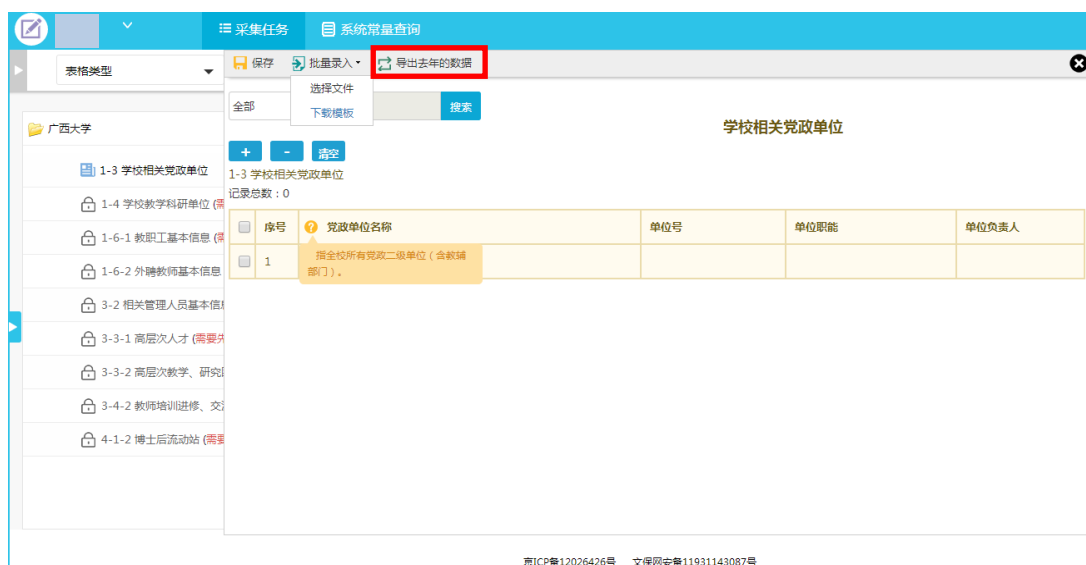 采集任务
系统常量查询
表格类型
保存
批量录入
导出去年的数据
选择文件
下载模板
全部
搜索
广西大学
学校相关党政单位
+
-
清空
1-3 学校相关党政单位
1-3 学校相关党政单位
记录总数：0
1-4 学校教学科研单位 (需
1-6-1 教职工基本信息 (需
1-6-2 外聘教师基本信息
3-2 相关管理人员基本信息
3-3-1 高层次人才 (需要先
3-3-2 高层次教学、研究团
3-4-2 教师培训进修、交流
4-1-2 博士后流动站 (需要
序号
党政单位名称
单位号
单位职能
单位负责人
1
指全校所有党政二级单位（含教辅
部门）。
京ICP备12026426号 文保网安备11931143087号